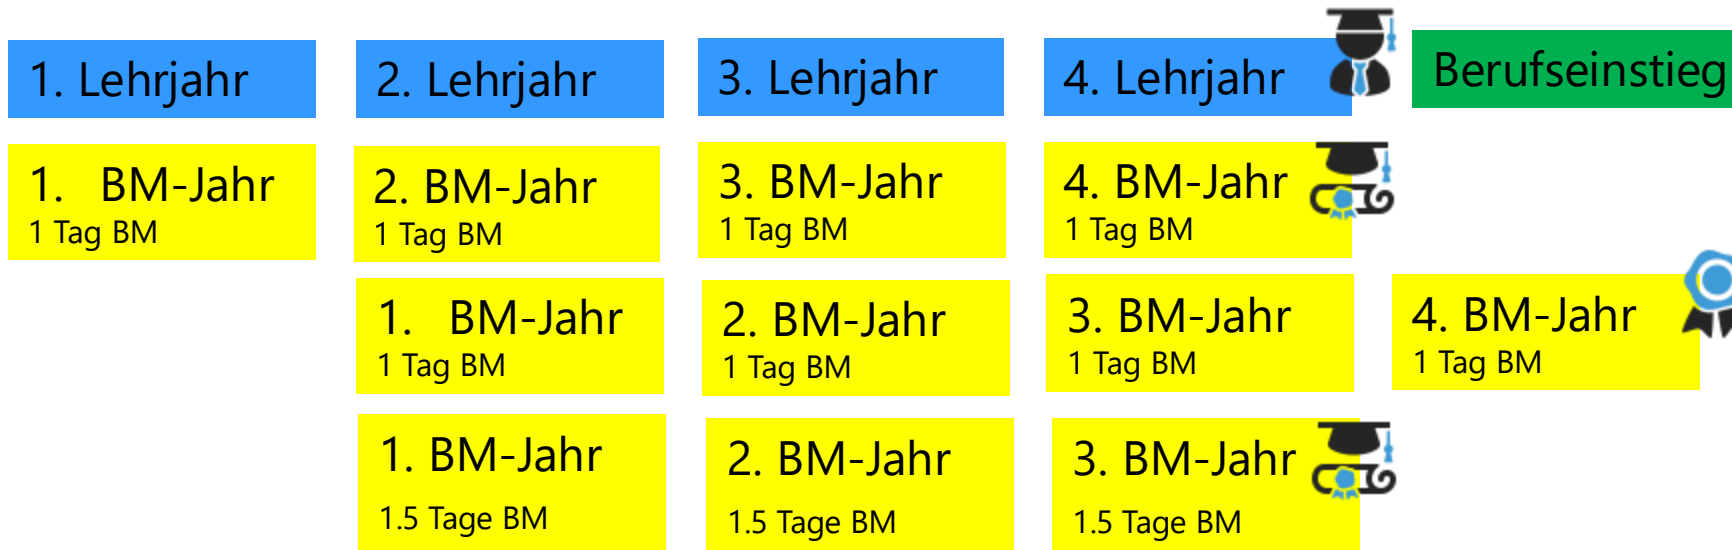 1. Lehrjahr
2. Lehrjahr
3. Lehrjahr
4. Lehrjahr
Berufseinstieg
1. BM-Jahr
1 Tag BM
2. BM-Jahr
1 Tag BM
3. BM-Jahr
1 Tag BM
4. BM-Jahr
1 Tag BM
1. BM-Jahr
1 Tag BM
2. BM-Jahr
1 Tag BM
3. BM-Jahr
1 Tag BM
4. BM-Jahr
1 Tag BM
1. BM-Jahr
1.5 Tage BM
2. BM-Jahr
1.5 Tage BM
3. BM-Jahr
1.5 Tage BM